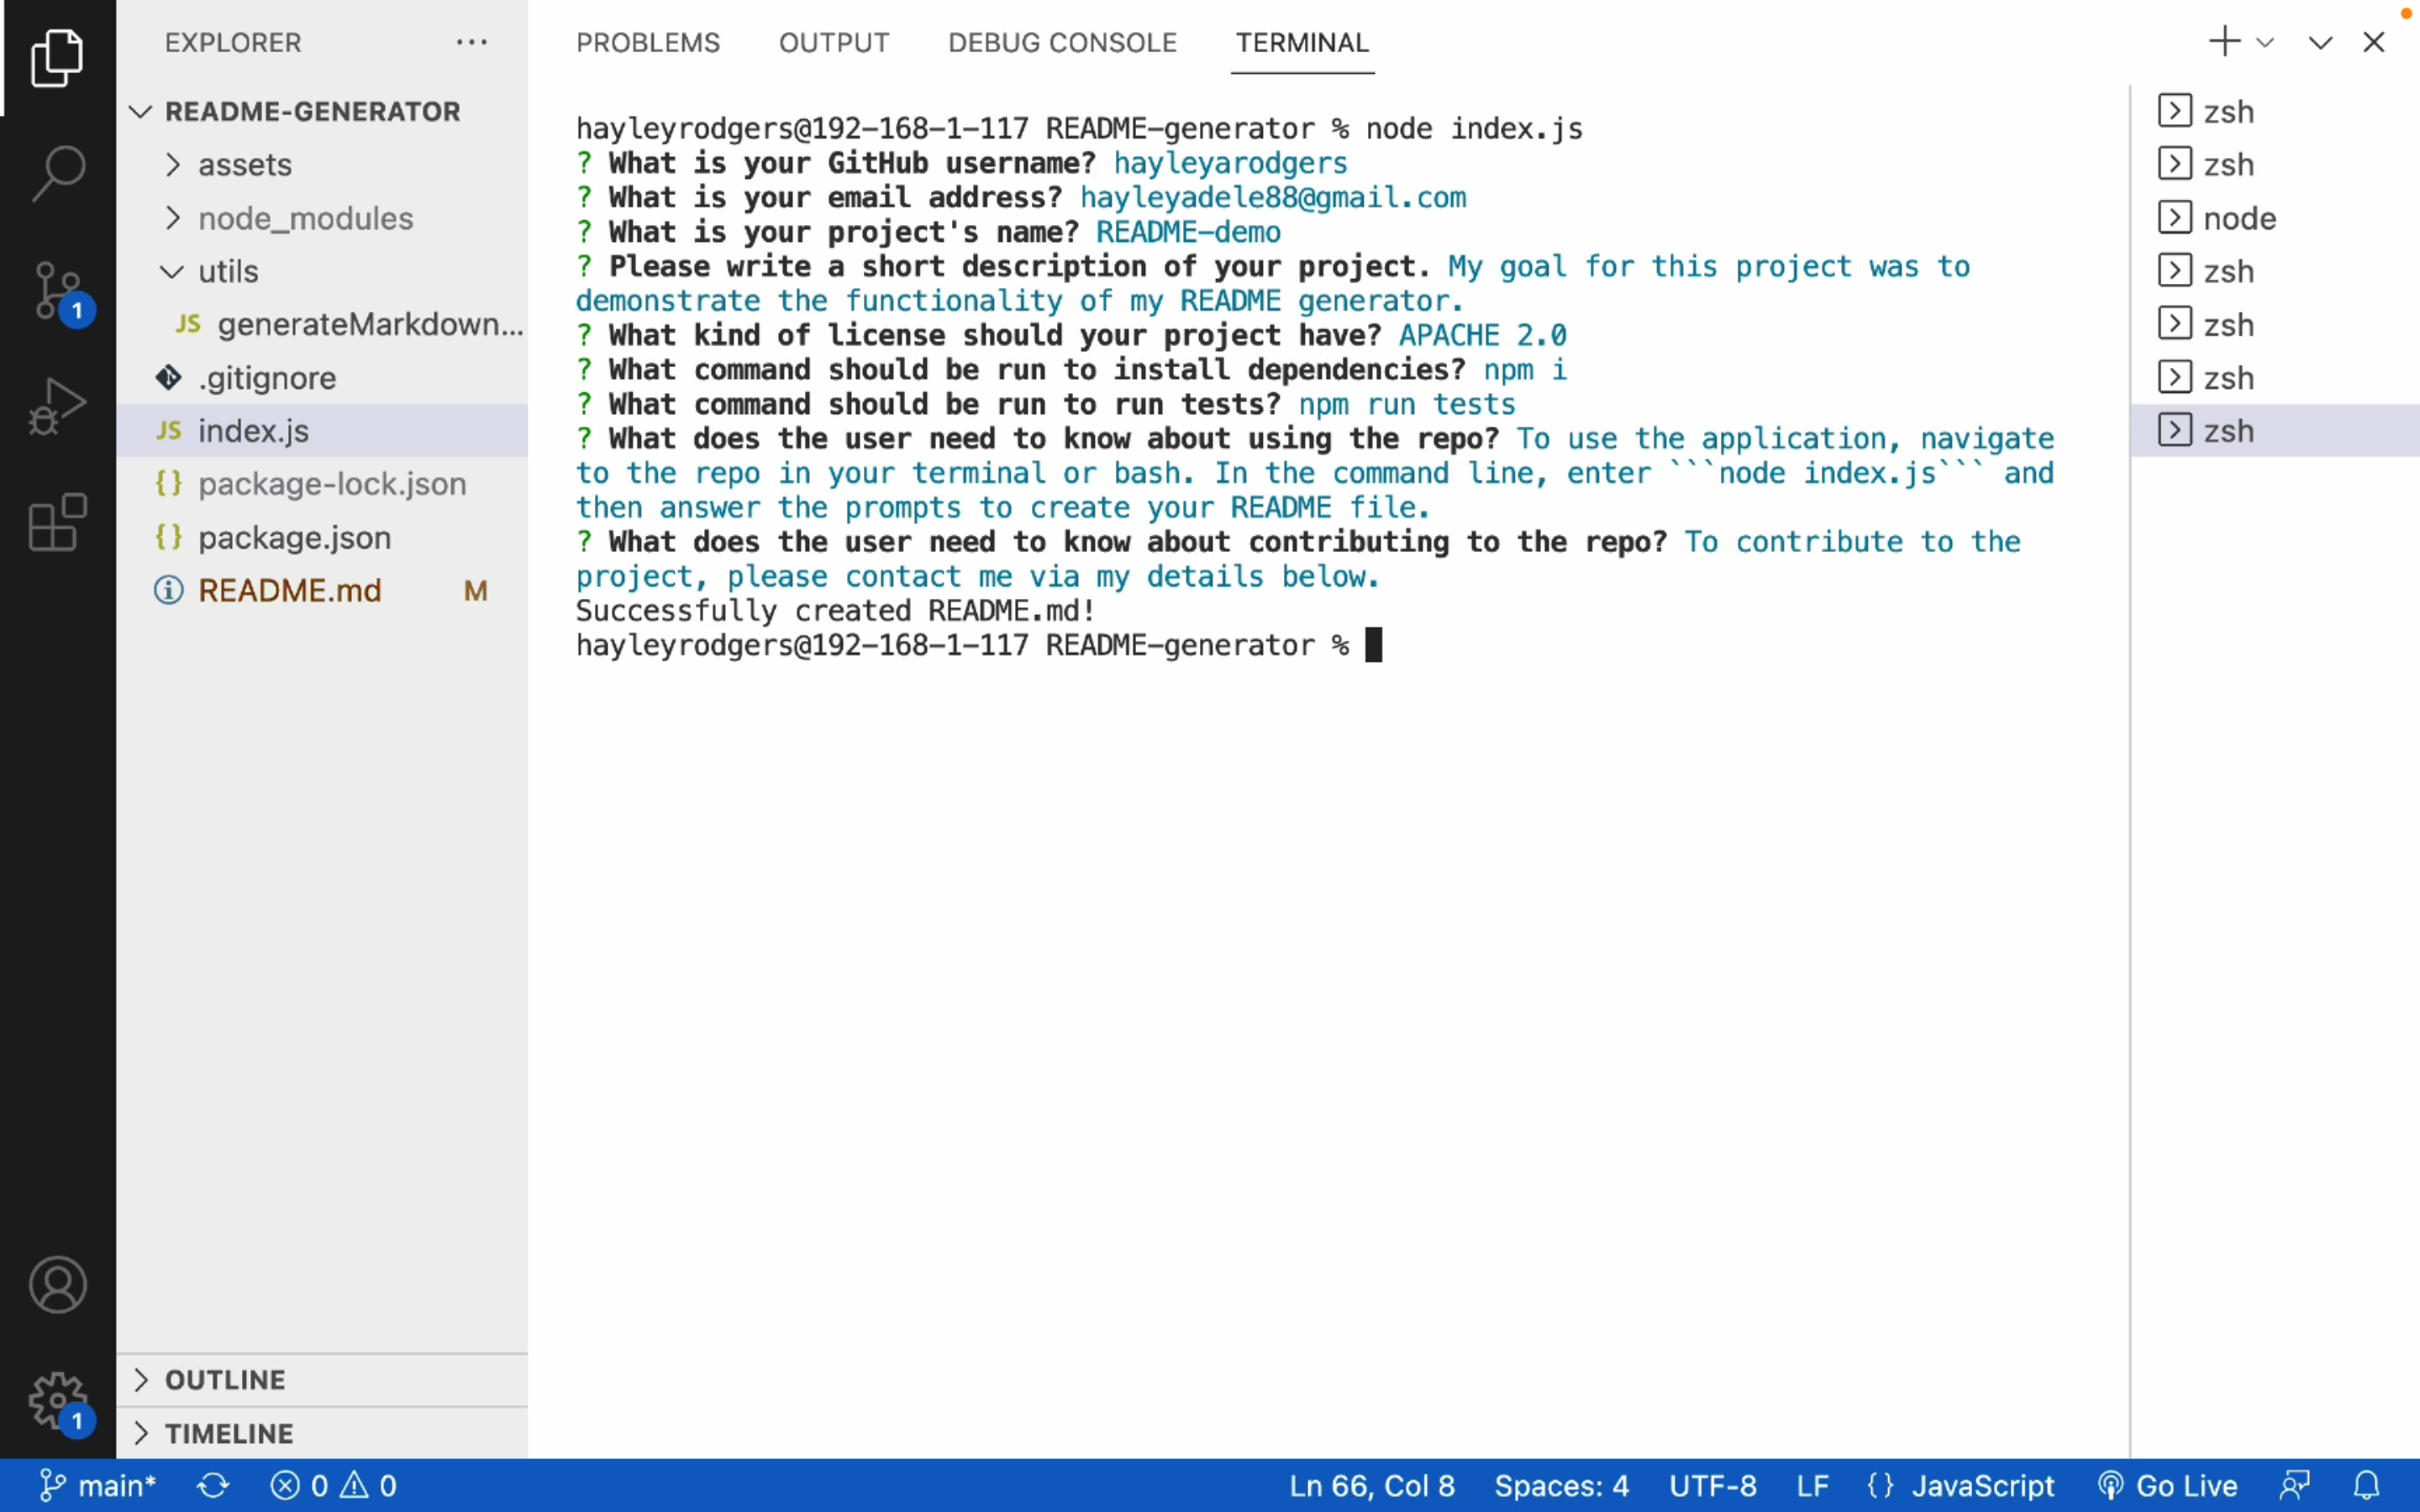 EXPLORER
README-GENERATOR
assets
node_modules
utils
JS generateMarkdown...
.gitignore
JS index.js
{} package-lock.json
{} package.json
README.md M
OUTLINE
TIMELINE
1
1
PROBLEMS OUTPUT DEBUG CONSOLE TERMINAL
hayleyrodgers@192-168-1-117 README-generator % node index.js
? What is your GitHub username? hayleyarodgers
? What is your email address? hayleyadele88@gmail.com
? What is your project's name? README-demo
? Please write a short description of your project. My goal for this project was to
demonstrate the functionality of my README generator.
? What kind of license should your project have? APACHE 2.0
? What command should be run to install dependencies? npm i
? What command should be run to run tests? npm run tests
? What does the user need to know about using the repo? To use the application, navigate
to the repo in your terminal or bash. In the command line, enter ```node index.js``` and
then answer the prompts to create your README file.
? What does the user need to know about contributing to the repo? To contribute to the
project, please contact me via my details below.
Successfully created README.md!
hayleyrodgers@192-168-1-117 README-generator %
zsh
zsh
node
zsh
zsh
zsh
zsh
main* 0 0 Ln 66, Col 8 Spaces: 4 UTF-8 LF {} JavaScript Go Live